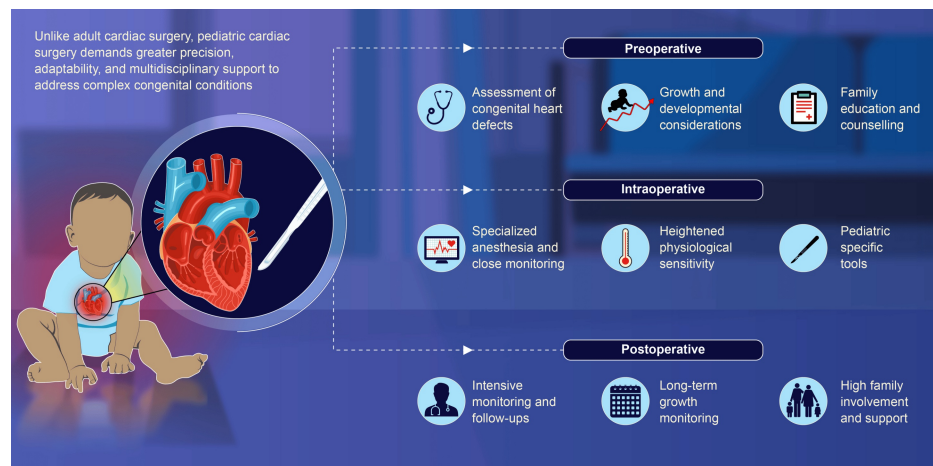 Unlike adult cardiac surgery, pediatric cardiac
surgery demands greater precision,
adaptability, and multidisciplinary support to
address complex congenital conditions
Preoperative
Assessment of
congenital heart
defects
Growth and
developmental
considerations
Family
education and
counselling
Intraoperative
Specialized
anesthesia and
close monitoring
Heightened
physiological
sensitivity
Pediatric
specific
tools
Postoperative
Intensive
monitoring and
follow-ups
Long-term
growth
monitoring
High family
involvement
and support